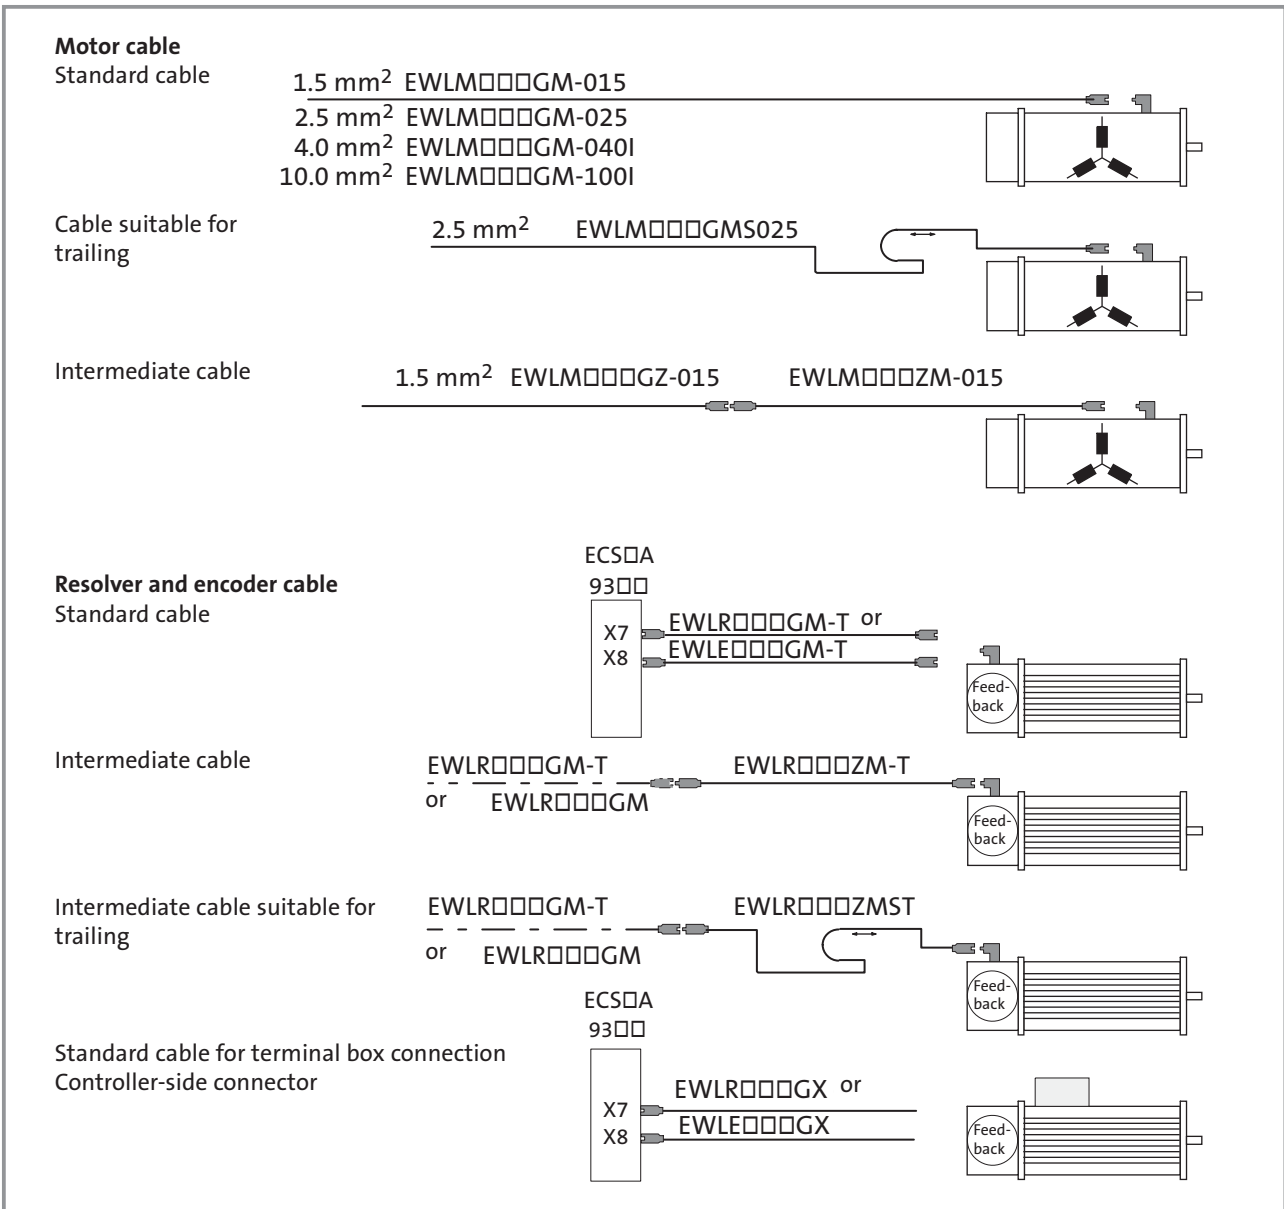 Motor cable
Standard cable
1.5 mm² EWLM□□□GM-015
2.5 mm² EWLM□□□GM-025
4.0 mm² EWLM□□□GM-040I
10.0 mm² EWLM□□□GM-100I
Cable suitable for
trailing
2.5 mm² EWLM□□□GMS025
Intermediate cable
1.5 mm² EWLM□□□GZ-015 EWLM□□□ZM-015
Resolver and encoder cable
Standard cable
ECS□A
93□□
X7
X8
EWLR□□□GM-T or
EWLE□□□GM-T
Feed-
back
Intermediate cable
EWLR□□□GM-T EWLR□□□ZM-T
or EWLR□□□GM
Feed-
back
Intermediate cable suitable for
trailing
EWLR□□□GM-T EWLR□□□ZMST
or EWLR□□□GM
Feed-
back
Standard cable for terminal box connection
Controller-side connector
ECS□A
93□□
X7
X8
EWLR□□□GX or
EWLE□□□GX
Feed-
back